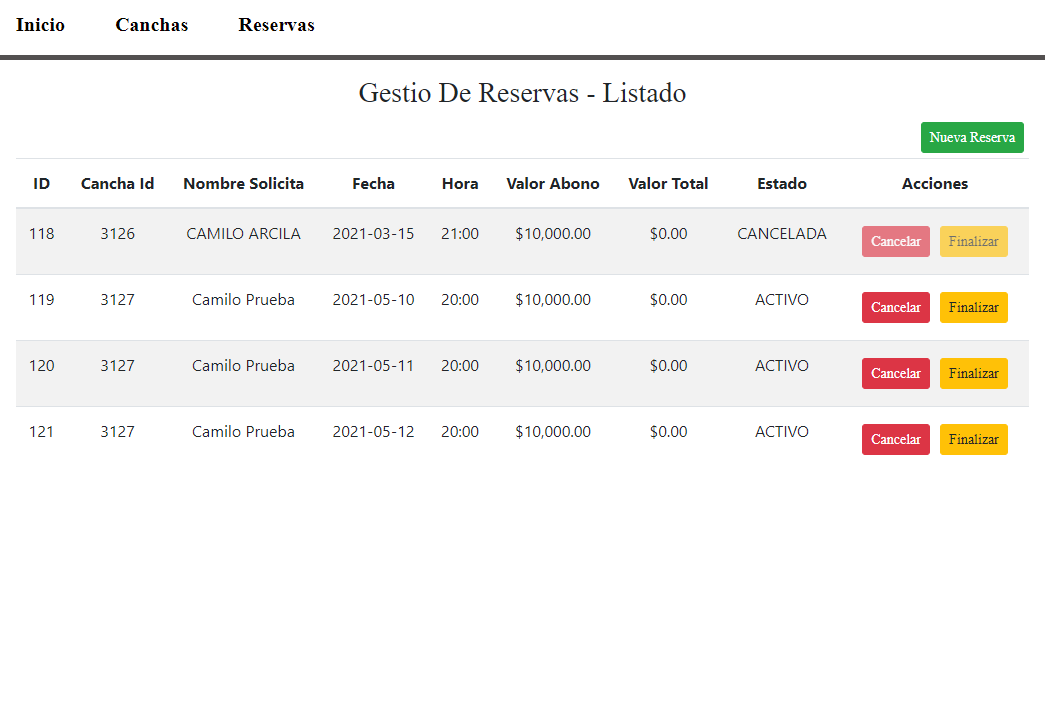 Inicio Canchas Reservas
Gestio De Reservas - Listado
Nueva Reserva
ID Cancha Id Nombre Solicita Fecha Hora Valor Abono Valor Total Estado Acciones
118 3126 CAMILO ARCILA 2021-03-15 21:00 $10,000.00 $0.00 CANCELADA Cancelar Finalizar
119 3127 Camilo Prueba 2021-05-10 20:00 $10,000.00 $0.00 ACTIVO Cancelar Finalizar
120 3127 Camilo Prueba 2021-05-11 20:00 $10,000.00 $0.00 ACTIVO Cancelar Finalizar
121 3127 Camilo Prueba 2021-05-12 20:00 $10,000.00 $0.00 ACTIVO Cancelar Finalizar